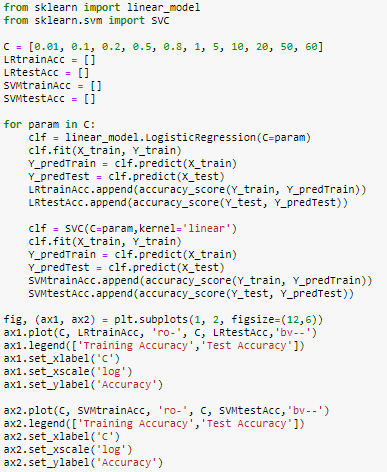 from sklearn import linear_model
from sklearn.svm import SVC

C = [0.01, 0.1, 0.2, 0.5, 0.8, 1, 5, 10, 20, 50, 60]
LRtrainAcc = []
LRtestAcc = []
SVMtrainAcc = []
SVMtestAcc = []

for param in C:
    clf = linear_model.LogisticRegression(C=param)
    clf.fit(X_train, Y_train)
    Y_predTrain = clf.predict(X_train)
    Y_predTest = clf.predict(X_test)
    LRtrainAcc.append(accuracy_score(Y_train, Y_predTrain))
    LRtestAcc.append(accuracy_score(Y_test, Y_predTest))

    clf = SVC(C=param,kernel='linear')
    clf.fit(X_train, Y_train)
    Y_predTrain = clf.predict(X_train)
    Y_predTest = clf.predict(X_test)
    SVMtrainAcc.append(accuracy_score(Y_train, Y_predTrain))
    SVMtestAcc.append(accuracy_score(Y_test, Y_predTest))

fig, (ax1, ax2) = plt.subplots(1, 2, figsize=(12,6))
ax1.plot(C, LRtrainAcc, 'ro-', C, LRtestAcc,'bv--')
ax1.legend(['Training Accuracy','Test Accuracy'])
ax1.set_xlabel('C')
ax1.set_xscale('log')
ax1.set_ylabel('Accuracy')

ax2.plot(C, SVMtrainAcc, 'ro-', C, SVMtestAcc,'bv--')
ax2.legend(['Training Accuracy','Test Accuracy'])
ax2.set_xlabel('C')
ax2.set_xscale('log')
ax2.set_ylabel('Accuracy')